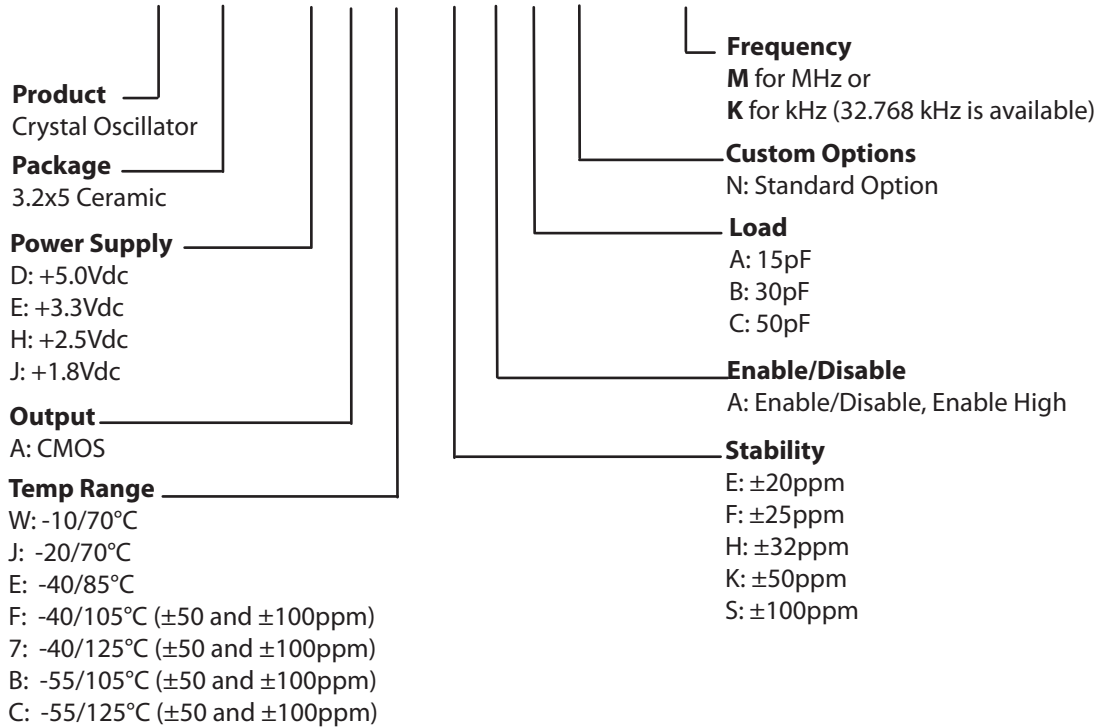 Product
Crystal Oscillator
Package
3.2x5 Ceramic
Power Supply
D: +5.0Vdc
E: +3.3Vdc
H: +2.5Vdc
J: +1.8Vdc
Output
A: CMOS
Temp Range
W: -10/70°C
J: -20/70°C
E: -40/85°C
F: -40/105°C (±50 and ±100ppm)
7: -40/125°C (±50 and ±100ppm)
B: -55/105°C (±50 and ±100ppm)
C: -55/125°C (±50 and ±100ppm)
Frequency
M for MHz or
K for kHz (32.768 kHz is available)
Custom Options
N: Standard Option
Load
A: 15pF
B: 30pF
C: 50pF
Enable/Disable
A: Enable/Disable, Enable High
Stability
E: ±20ppm
F: ±25ppm
H: ±32ppm
K: ±50ppm
S: ±100ppm